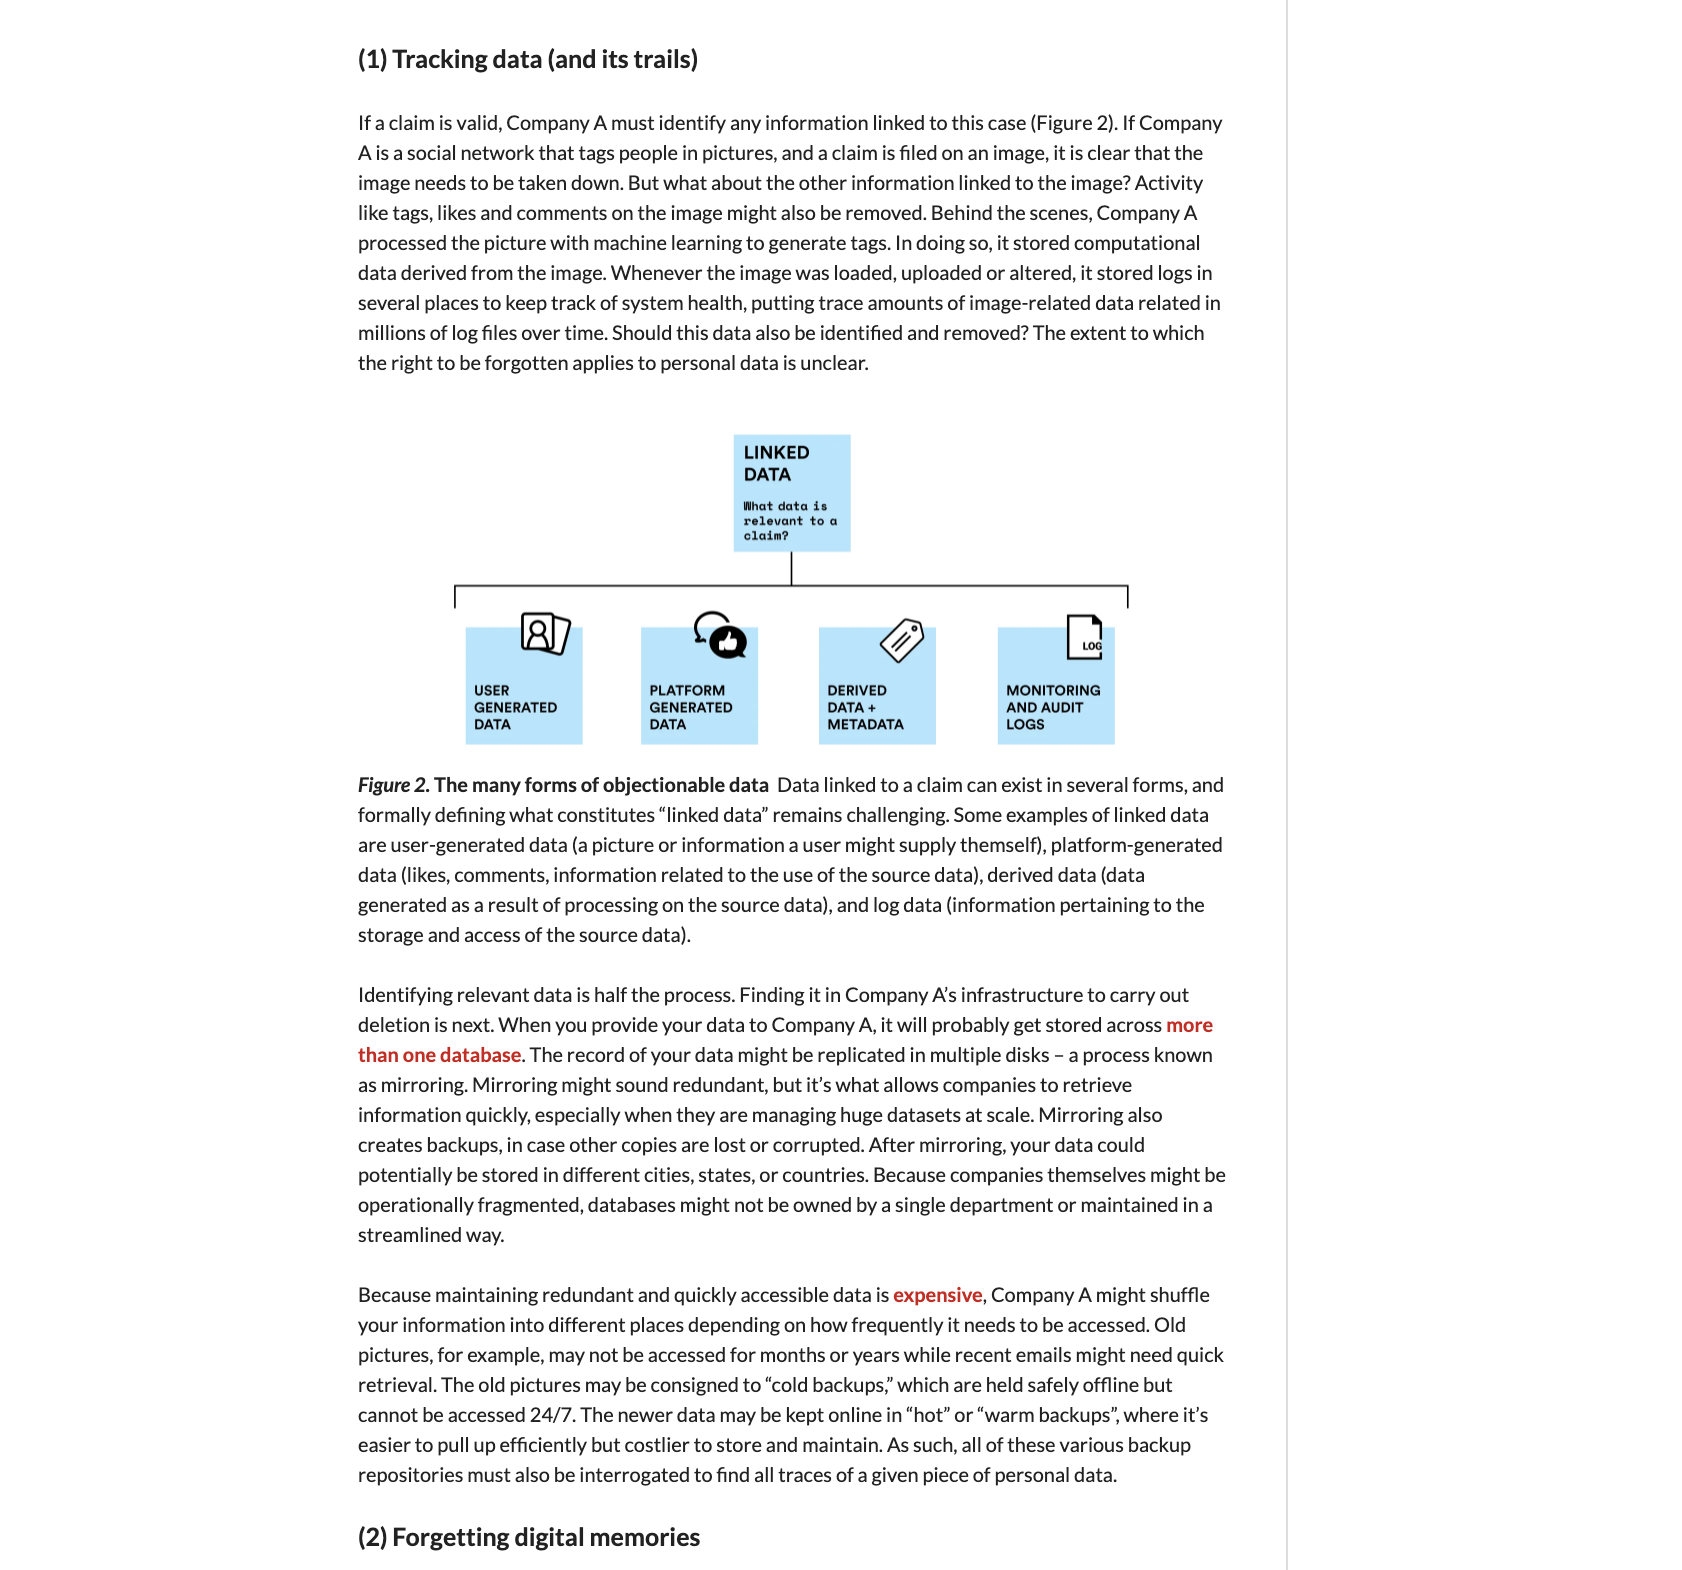 (1) Tracking data (and its trails)
If a claim is valid, Company A must identify any information linked to this case (Figure 2). If Company
A is a social network that tags people in pictures, and a claim is filed on an image, it is clear that the
image needs to be taken down. But what about the other information linked to the image? Activity
like tags, likes and comments on the image might also be removed. Behind the scenes, Company A
processed the picture with machine learning to generate tags. In doing so, it stored computational
data derived from the image. Whenever the image was loaded, uploaded or altered, it stored logs in
several places to keep track of system health, putting trace amounts of image-related data related in
millions of log files over time. Should this data also be identified and removed? The extent to which
the right to be forgotten applies to personal data is unclear.
LINKED
DATA
What data is
relevant to a
claim?
USER
GENERATED
DATA
PLATFORM
GENERATED
DATA
DERIVED
DATA +
METADATA
LOG
MONITORING
AND AUDIT
LOGS
Figure 2. The many forms of objectionable data Data linked to a claim can exist in several forms, and
formally defining what constitutes “linked data” remains challenging. Some examples of linked data
are user-generated data (a picture or information a user might supply themself), platform-generated
data (likes, comments, information related to the use of the source data), derived data (data
generated as a result of processing on the source data), and log data (information pertaining to the
storage and access of the source data).
Identifying relevant data is half the process. Finding it in Company A’s infrastructure to carry out
deletion is next. When you provide your data to Company A, it will probably get stored across more
than one database. The record of your data might be replicated in multiple disks – a process known
as mirroring. Mirroring might sound redundant, but it’s what allows companies to retrieve
information quickly, especially when they are managing huge datasets at scale. Mirroring also
creates backups, in case other copies are lost or corrupted. After mirroring, your data could
potentially be stored in different cities, states, or countries. Because companies themselves might be
operationally fragmented, databases might not be owned by a single department or maintained in a
streamlined way.
Because maintaining redundant and quickly accessible data is expensive, Company A might shuffle
your information into different places depending on how frequently it needs to be accessed. Old
pictures, for example, may not be accessed for months or years while recent emails might need quick
retrieval. The old pictures may be consigned to “cold backups,” which are held safely offline but
cannot be accessed 24/7. The newer data may be kept online in “hot” or “warm backups”, where it’s
easier to pull up efficiently but costlier to store and maintain. As such, all of these various backup
repositories must also be interrogated to find all traces of a given piece of personal data.
(2) Forgetting digital memories